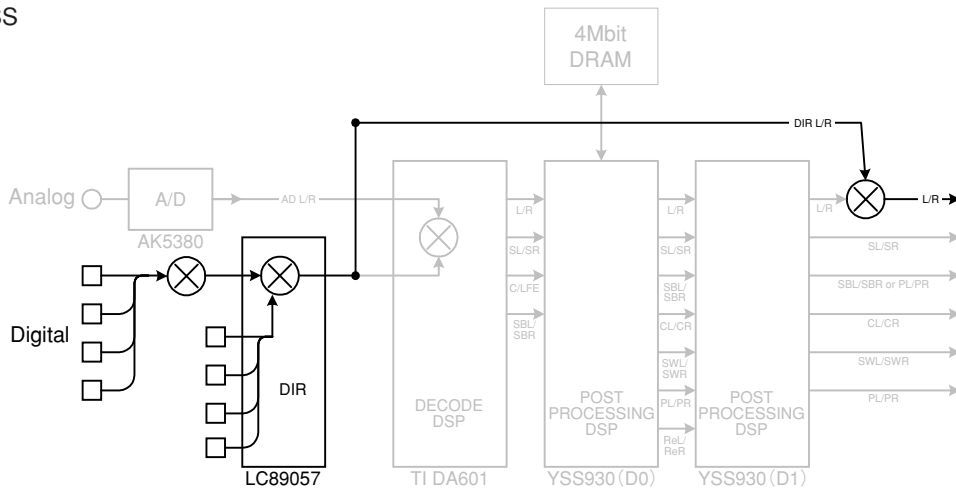 4Mbit
DRAM
DIR L/R
Analog
A/D
AD L/R
AK5380
L/R
L/R
L/R
L/R
SL/SR
SL/SR
SL/SR
C/LFE
SBL/
SBR
SBL/SBR or PL/PR
SBL/
SBR
CL/CR
CL/CR
Digital
SWL/
SWR
SWL/SWR
DIR
PL/PR
PL/PR
DECODE
DSP
POST
PROCESSING
DSP
POST
PROCESSING
DSP
ReL/
ReR
LC89057
TI DA601
YSS930(D0)
YSS930(D1)